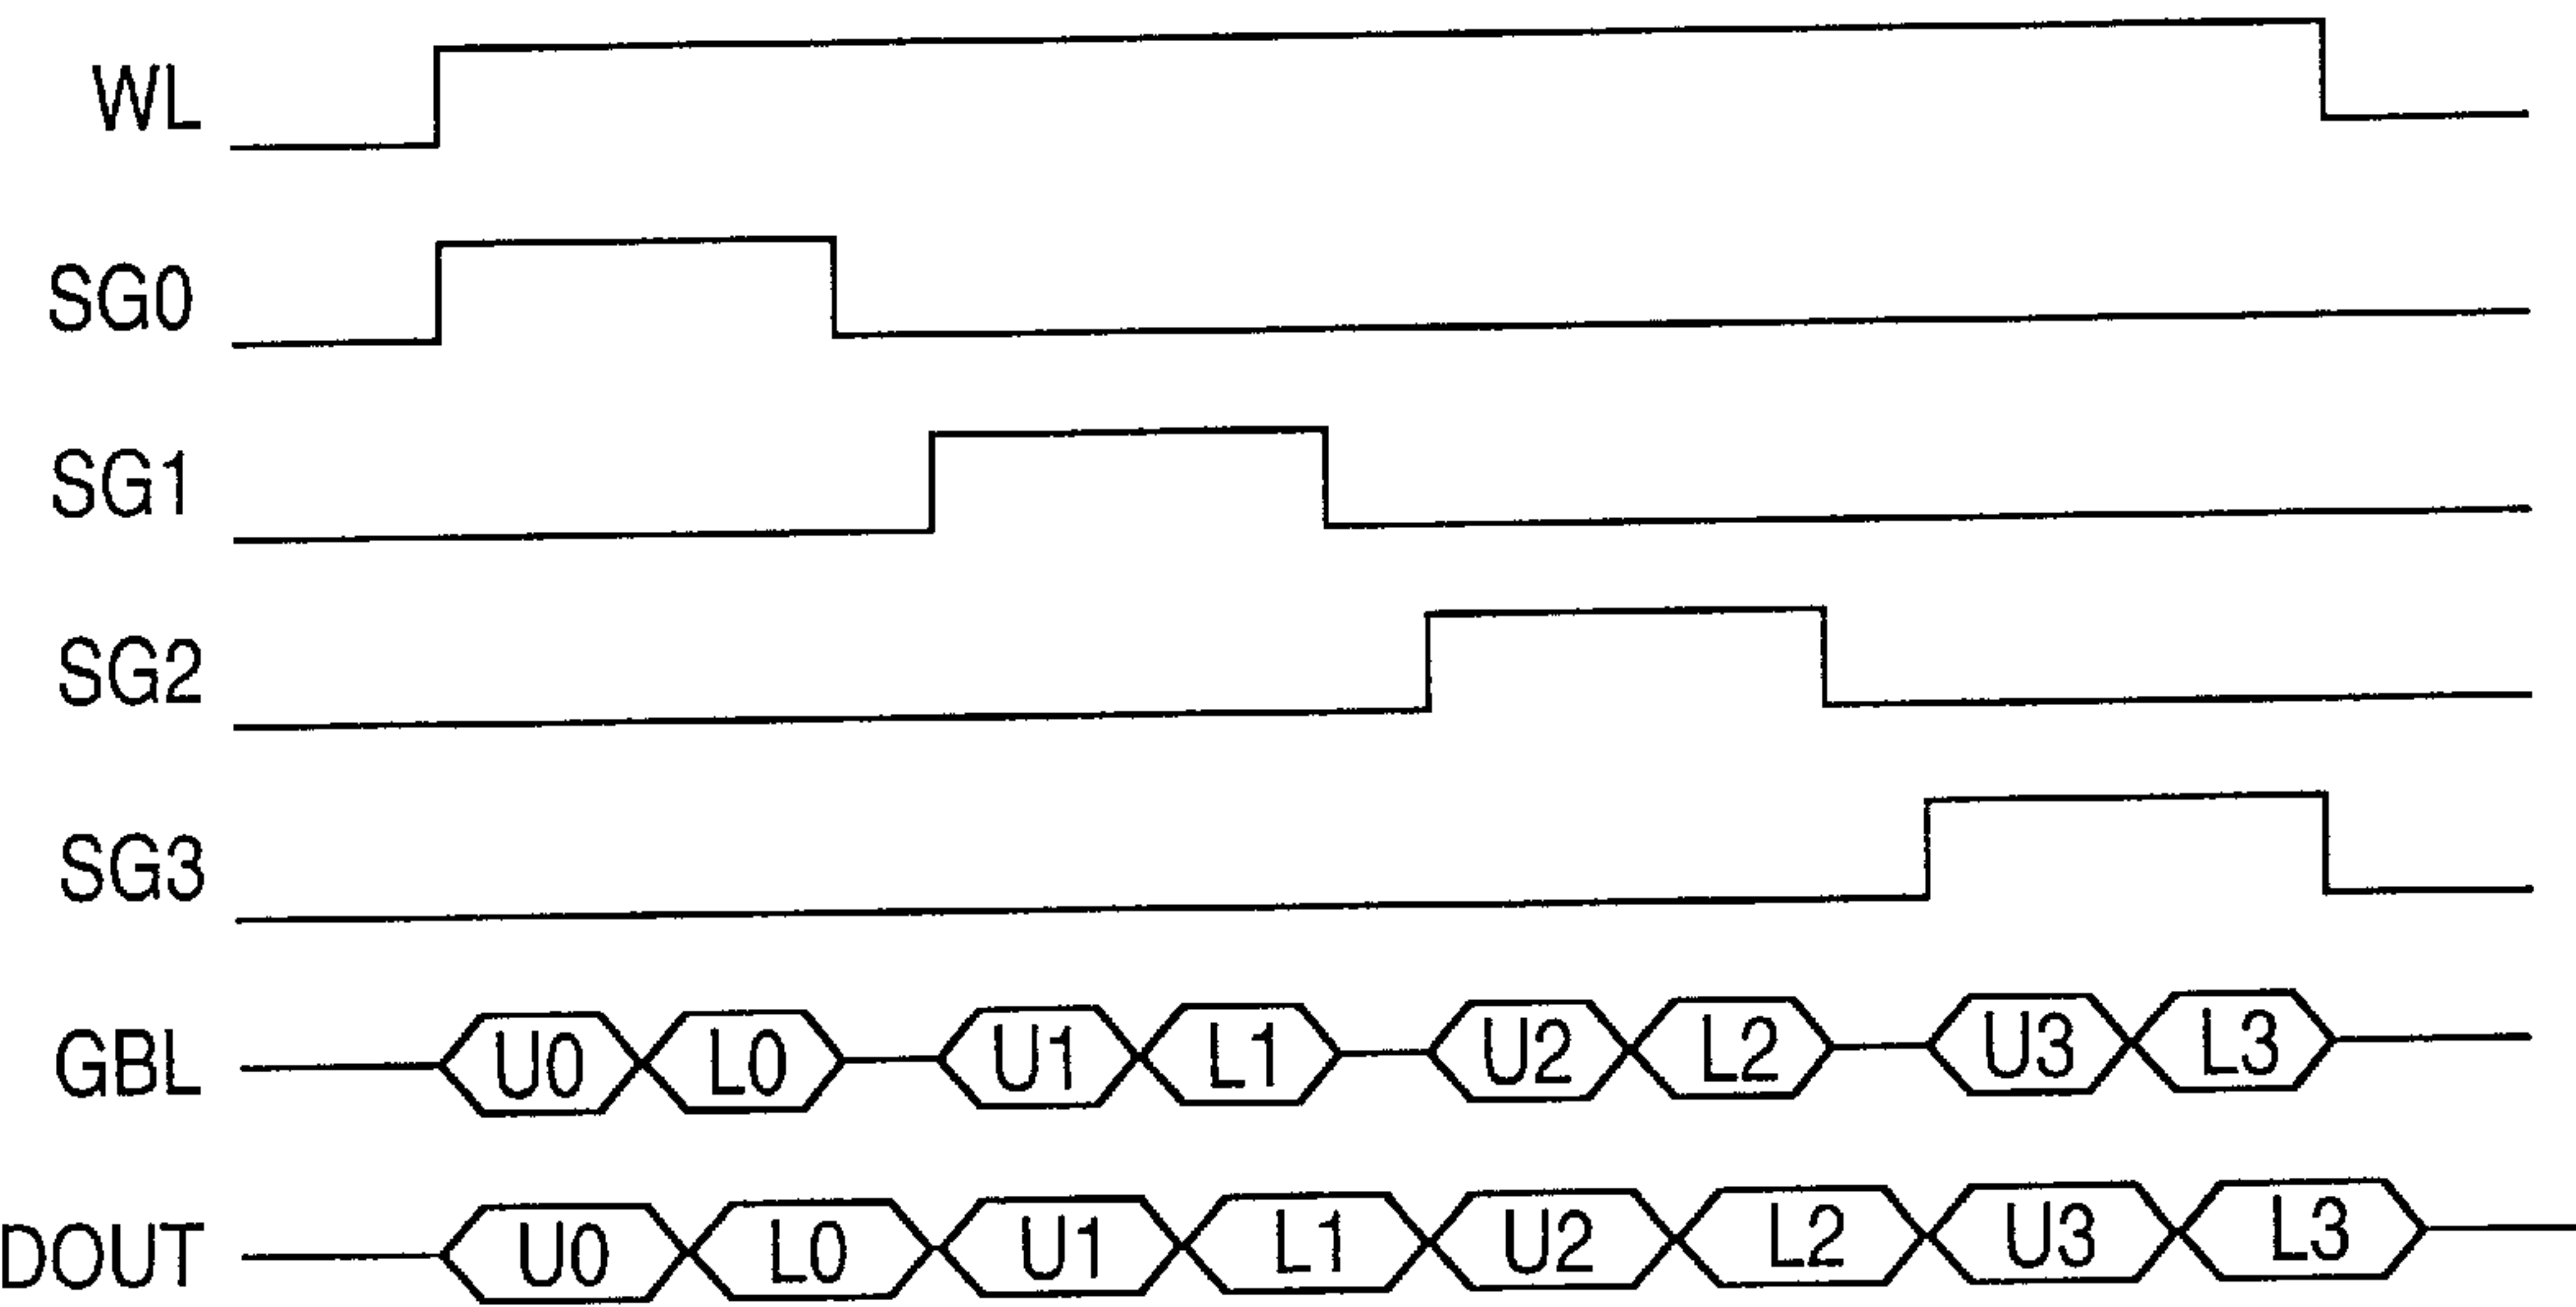 WL
SG0
SG1
SG2
SG3
GBL U0 L0 U1 L1 U2 L2 U3 L3
DOUT U0 L0 U1 L1 U2 L2 U3 L3